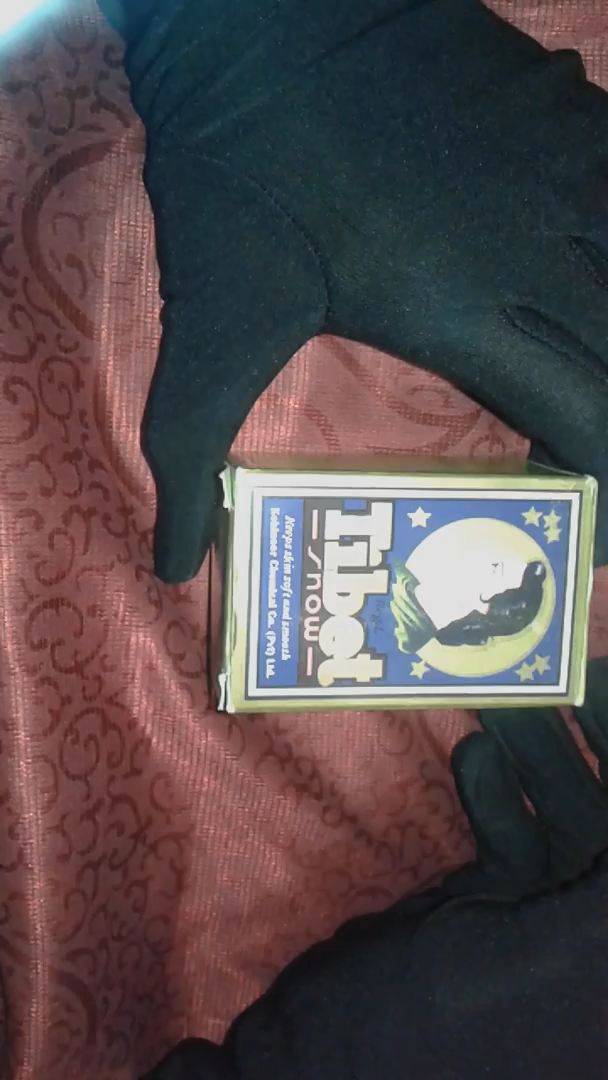 Tibet
snow
Keeps skin soft and smooth
Kohinoor Chemical Co. (Pvt) Ltd.